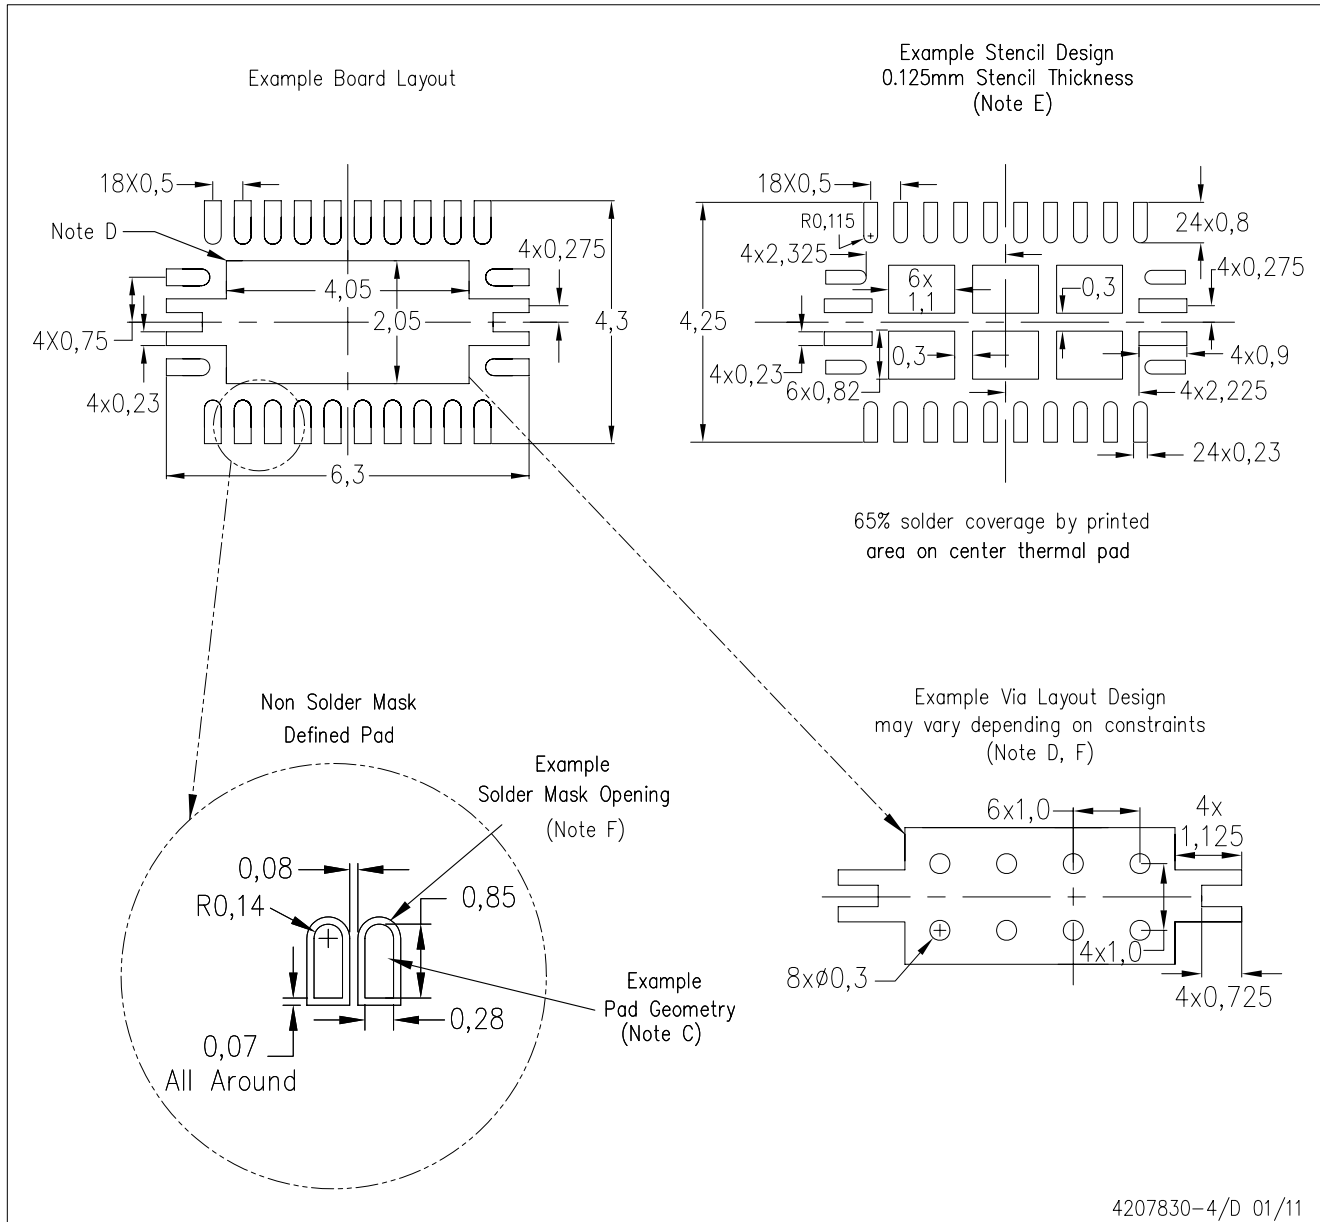 Example Board Layout
18X0,5
Note D
4x0,275
4,05
2,05
4,3
4X0,75
4x0,23
6,3
Example Stencil Design
0.125mm Stencil Thickness
(Note E)
18X0,5
R0,115
24x0,8
4x2,325
4x0,275
6x
1,1
0,3
4,25
0,3
4x0,9
4x0,23
6x0,82
4x2,225
24x0,23
65% solder coverage by printed
area on center thermal pad
Non Solder Mask
Defined Pad
Example
Solder Mask Opening
(Note F)
0,08
R0,14
0,85
Example
Pad Geometry
(Note C)
0,28
0,07
All Around
Example Via Layout Design
may vary depending on constraints
(Note D, F)
6x1,0
4x
1,125
4x1,0
8xø0,3
4x0,725
4207830-4/D 01/11